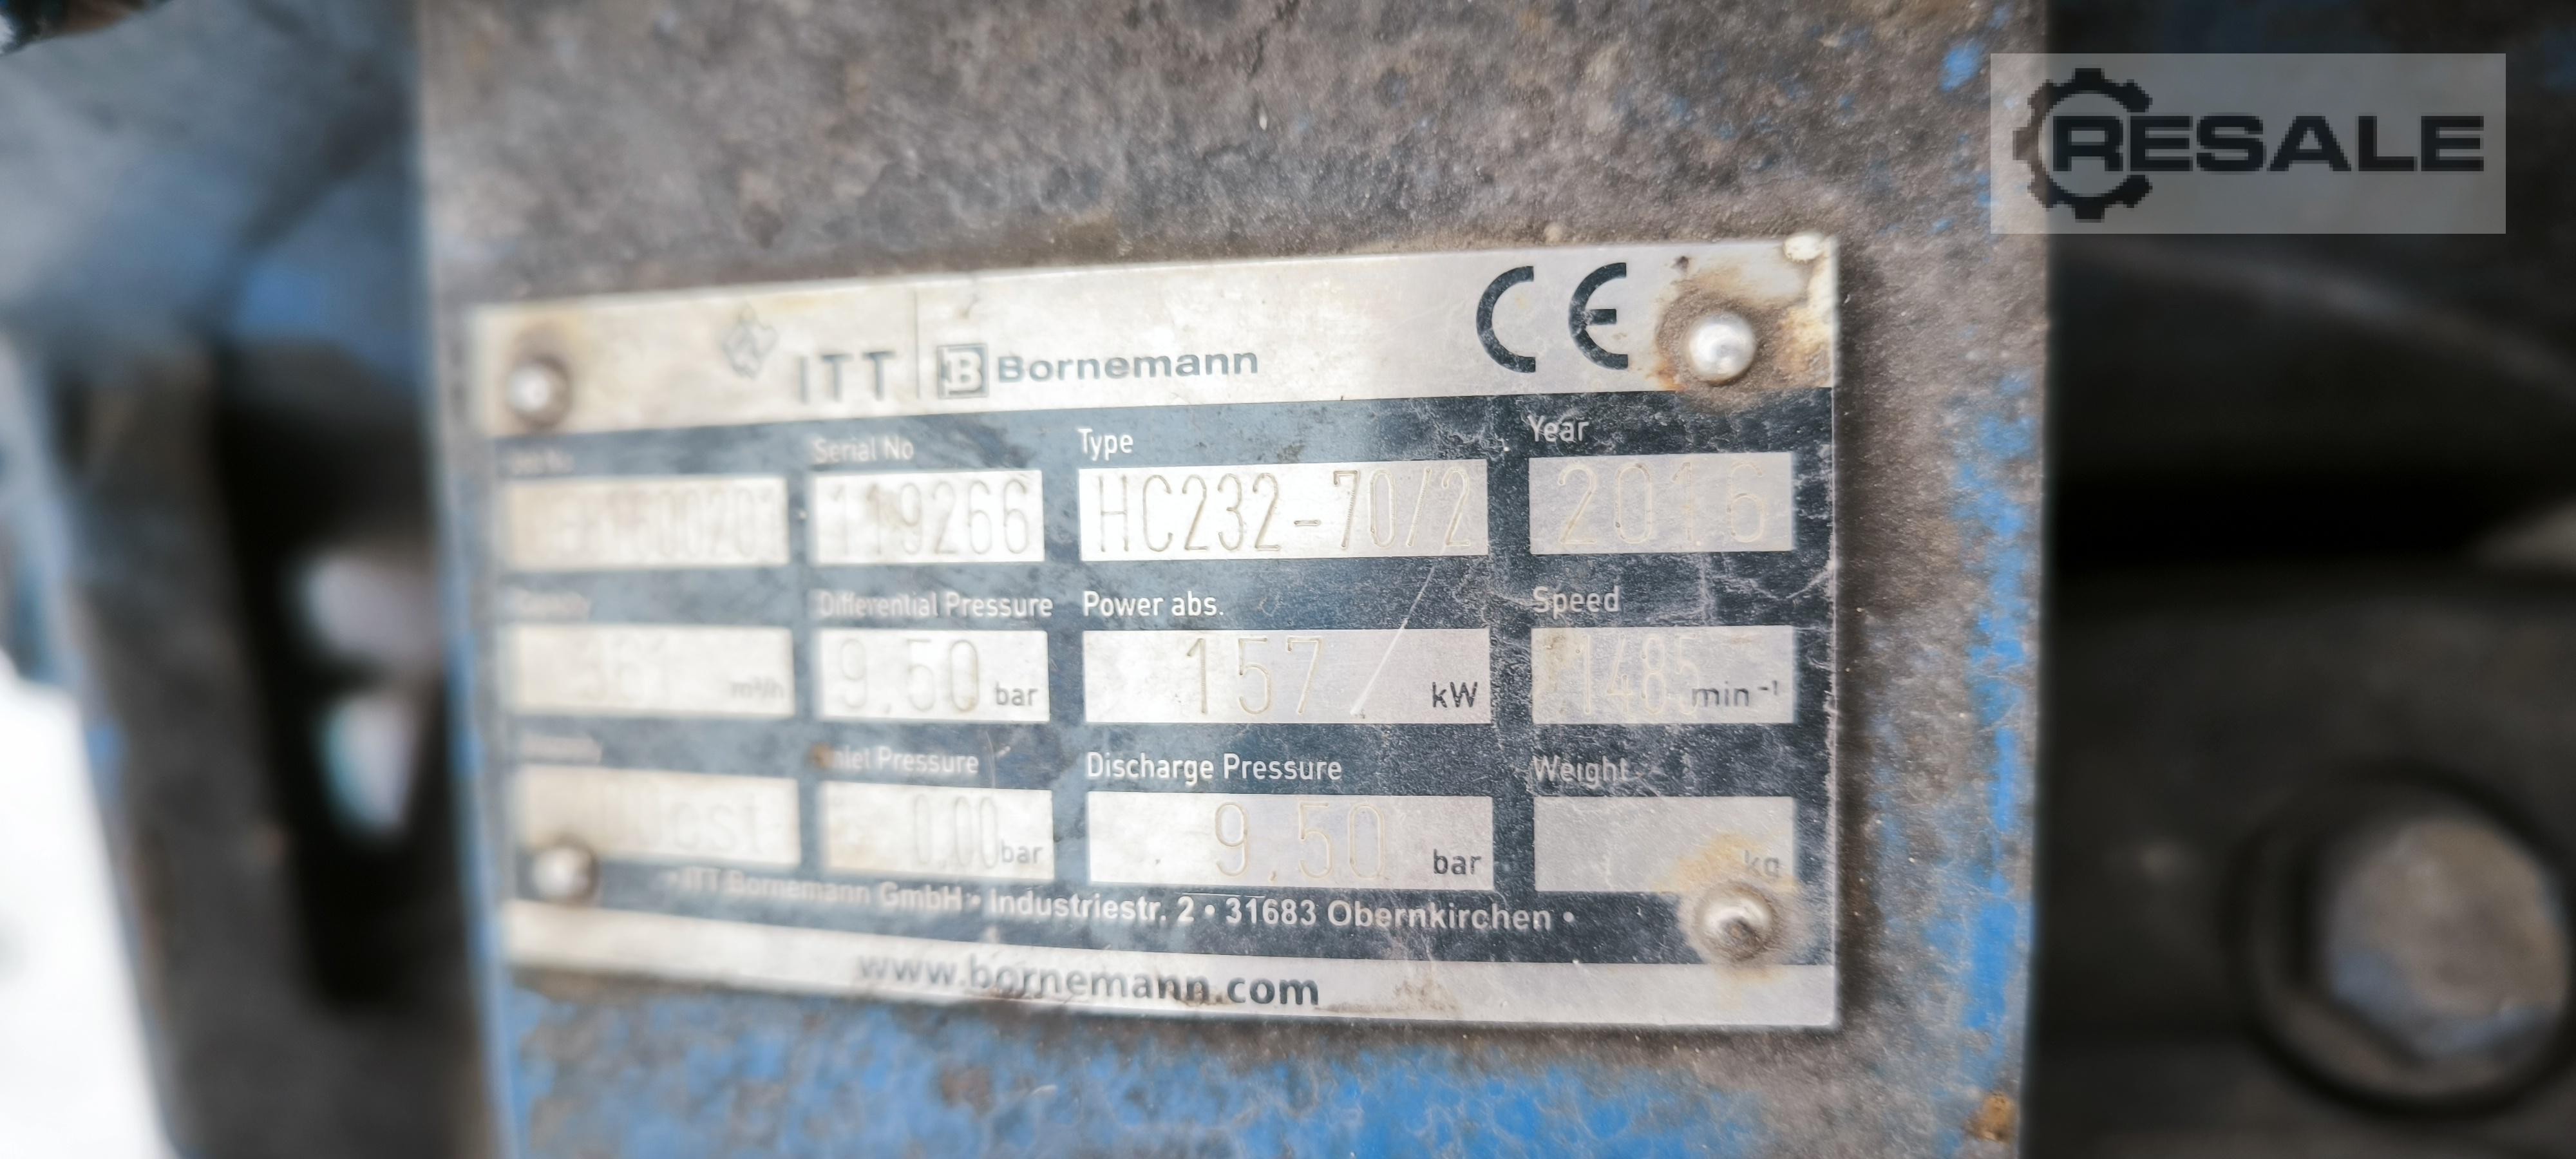 RESALE
ITT Bornemann CE
Serial No Type Year
119266 HC232-70/2 2016
Differential Pressure Power abs. Speed
361 m³/h 9.50 bar 157 kW 1485 min⁻¹
Inlet Pressure Discharge Pressure Weight
cst 0.00 bar 9.50 bar kg
• ITT Bornemann GmbH • Industriestr. 2 • 31683 Obernkirchen •
www.bornemann.com